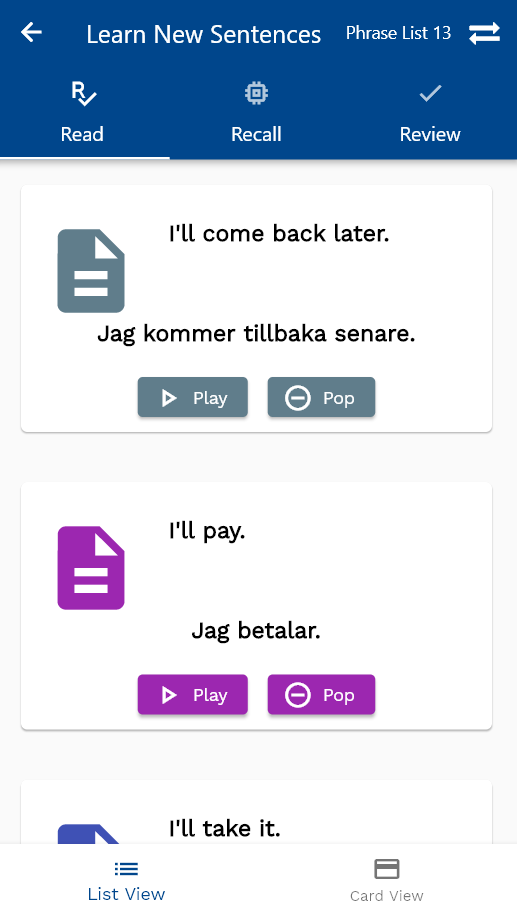 Learn New Sentences Phrase List 13
Read Recall Review
I'll come back later.
Jag kommer tillbaka senare.
Play Pop
I'll pay.
Jag betalar.
Play Pop
I'll take it.
List View Card View